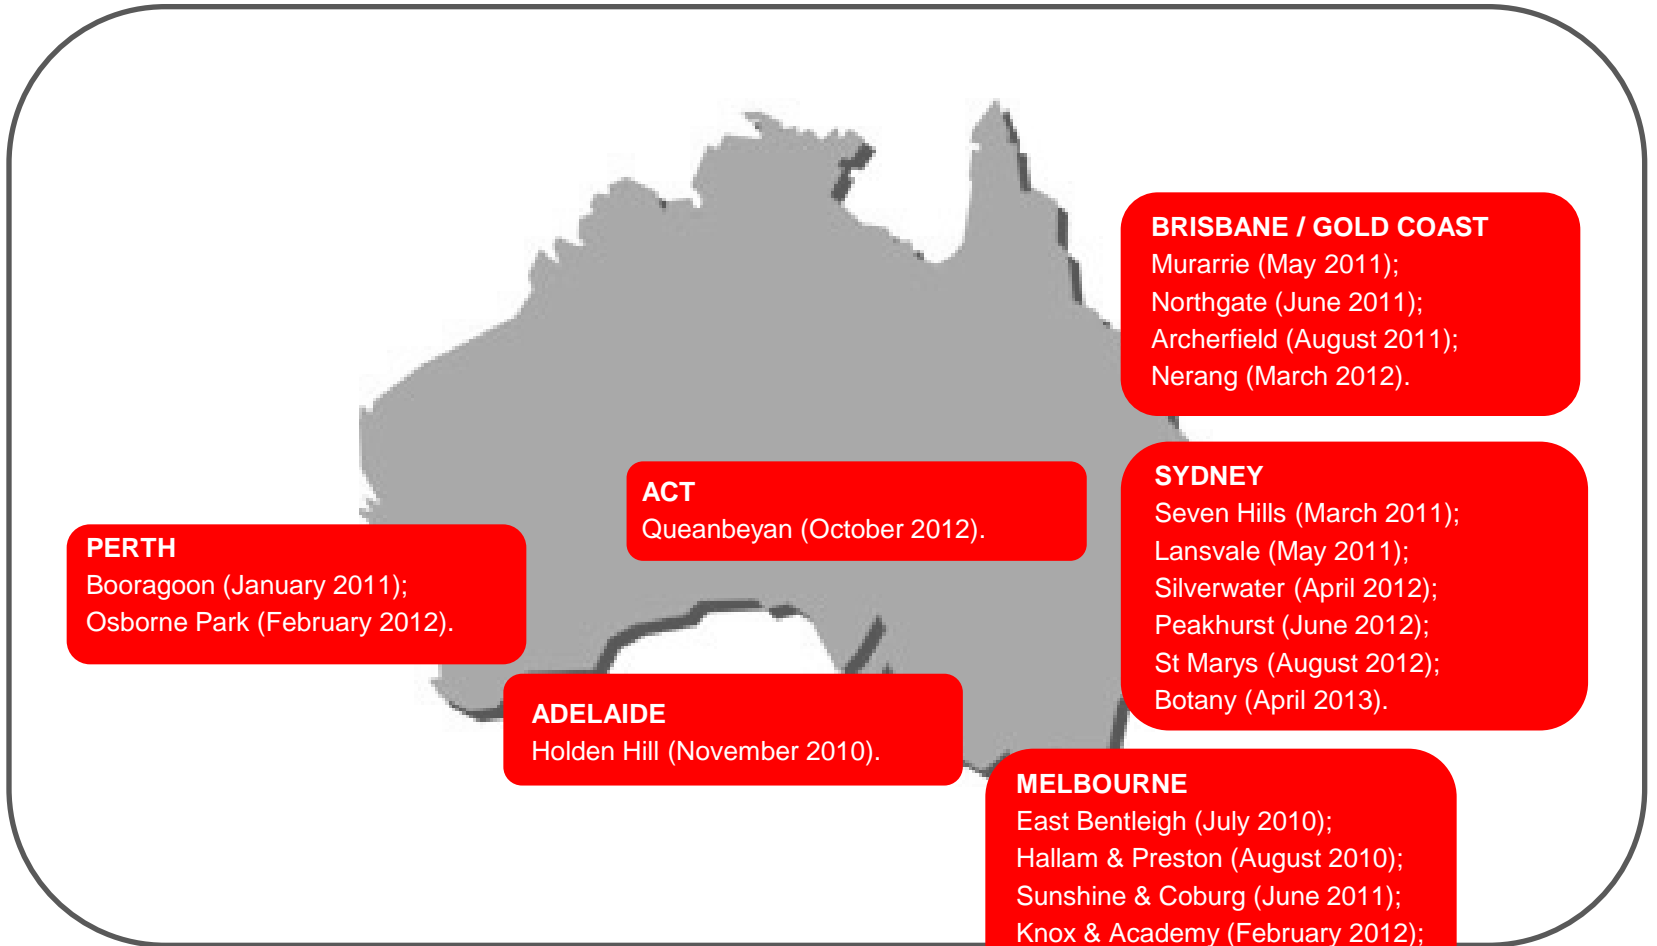 BRISBANE / GOLD COAST
Murarrie (May 2011);
Northgate (June 2011);
Archerfield (August 2011);
Nerang (March 2012).
SYDNEY
Seven Hills (March 2011);
Lansvale (May 2011);
Silverwater (April 2012);
Peakhurst (June 2012);
St Marys (August 2012);
Botany (April 2013).
ACT
Queanbeyan (October 2012).
PERTH
Booragoon (January 2011);
Osborne Park (February 2012).
ADELAIDE
Holden Hill (November 2010).
MELBOURNE
East Bentleigh (July 2010);
Hallam & Preston (August 2010);
Sunshine & Coburg (June 2011);
Knox & Academy (February 2012);